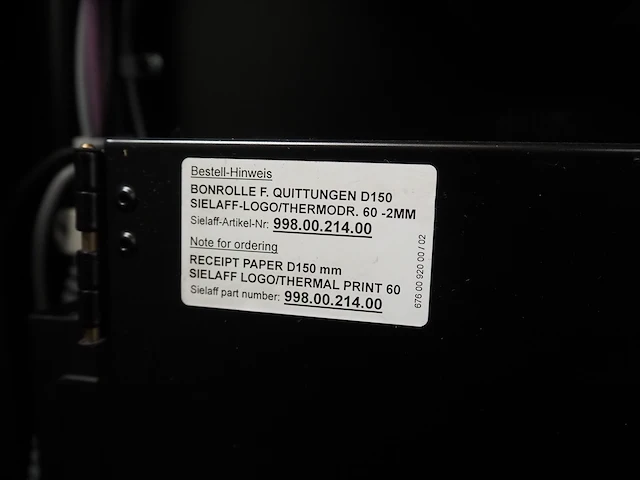 Bestell-Hinweis
BONROLLE F. QUITTUNGEN D150
SIELAFF-LOGO/THERMODR. 60 -2MM
Sielaff-Artikel-Nr: 998.00.214.00
Note for ordering
RECEIPT PAPER D150 mm
SIELAFF LOGO/THERMAL PRINT 60
Sielaff part number: 998.00.214.00
676 00 920 00 / 02